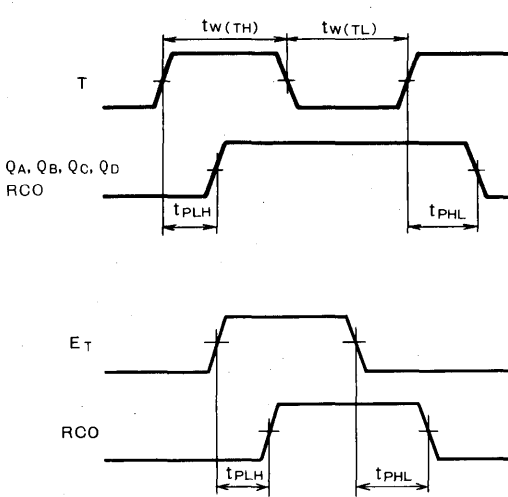 tw(TH) tw(TL)
T
QA, QB, QC, QD
RCO
tPLH tPHL
ET
RCO
tPLH tPHL